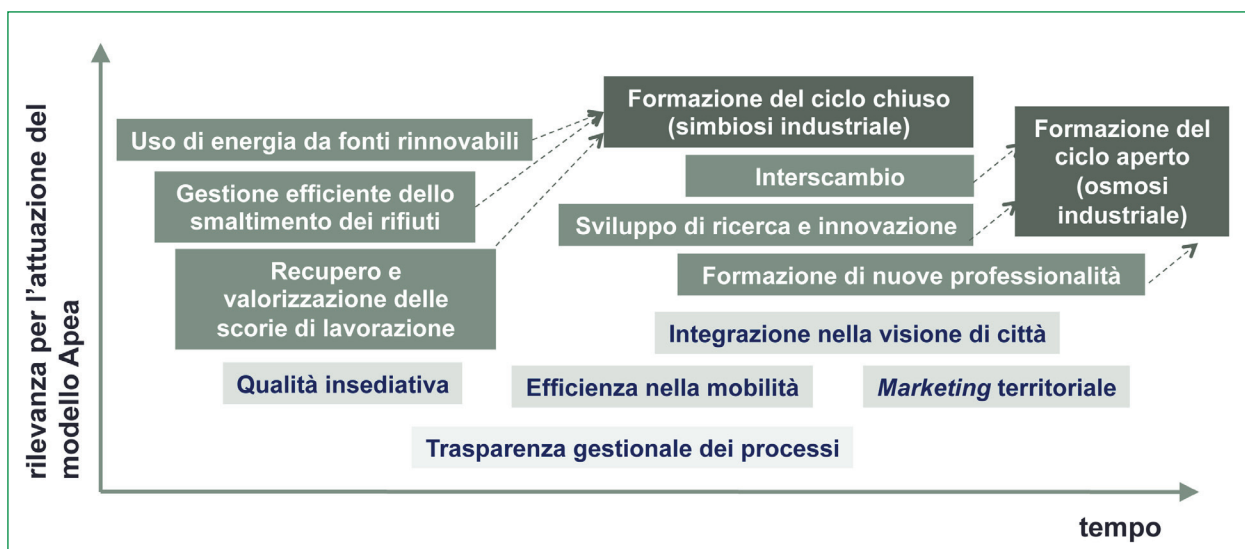 rilevanza per l'attuazione del
modello Apea
Uso di energia da fonti rinnovabili
Gestione efficiente dello
smaltimento dei rifiuti
Recupero e
valorizzazione delle
scorie di lavorazione
Formazione del ciclo chiuso
(simbiosi industriale)
Interscambio
Sviluppo di ricerca e innovazione
Formazione di nuove professionalità
Formazione del
ciclo aperto
(osmosi
industriale)
Integrazione nella visione di città
Qualità insediativa
Efficienza nella mobilità
Marketing territoriale
Trasparenza gestionale dei processi
tempo